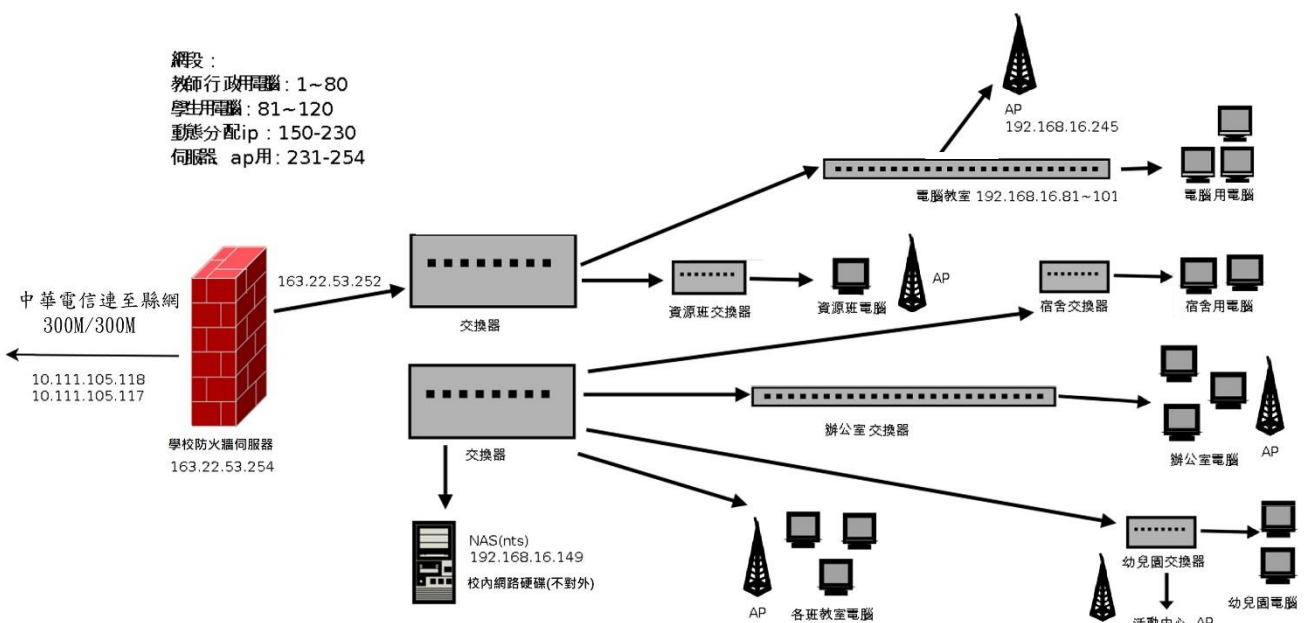 網段：
教師行政用電腦：1~80
學生用電腦：81~120
動態分配ip：150-230
伺服器、ap用：231-254
AP
192.168.16.245
電腦教室 192.168.16.81~101
電腦用電腦
中華電信連至縣網
300M/300M
10.111.105.118
10.111.105.117
學校防火牆伺服器
163.22.53.254
163.22.53.252
交換器
資源班交換器
資源班電腦
AP
宿舍交換器
宿舍用電腦
交換器
辦公室交換器
辦公室電腦
AP
NAS(nts)
192.168.16.149
校內網路硬碟(不對外)
AP
各班教室電腦
幼兒園交換器
幼兒園電腦
活動中心 AP